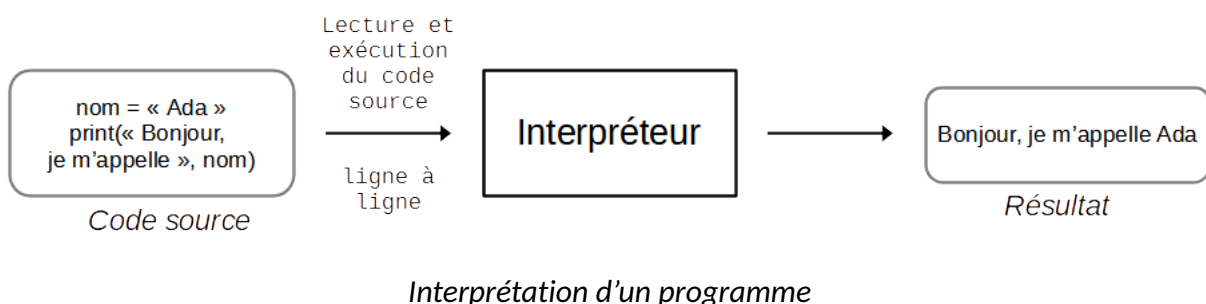 Lecture et
exécution
du code
source
nom = « Ada »
print(« Bonjour,
je m’appelle », nom)
Interpréteur
Bonjour, je m’appelle Ada
ligne à
ligne
Code source
Résultat
Interprétation d’un programme